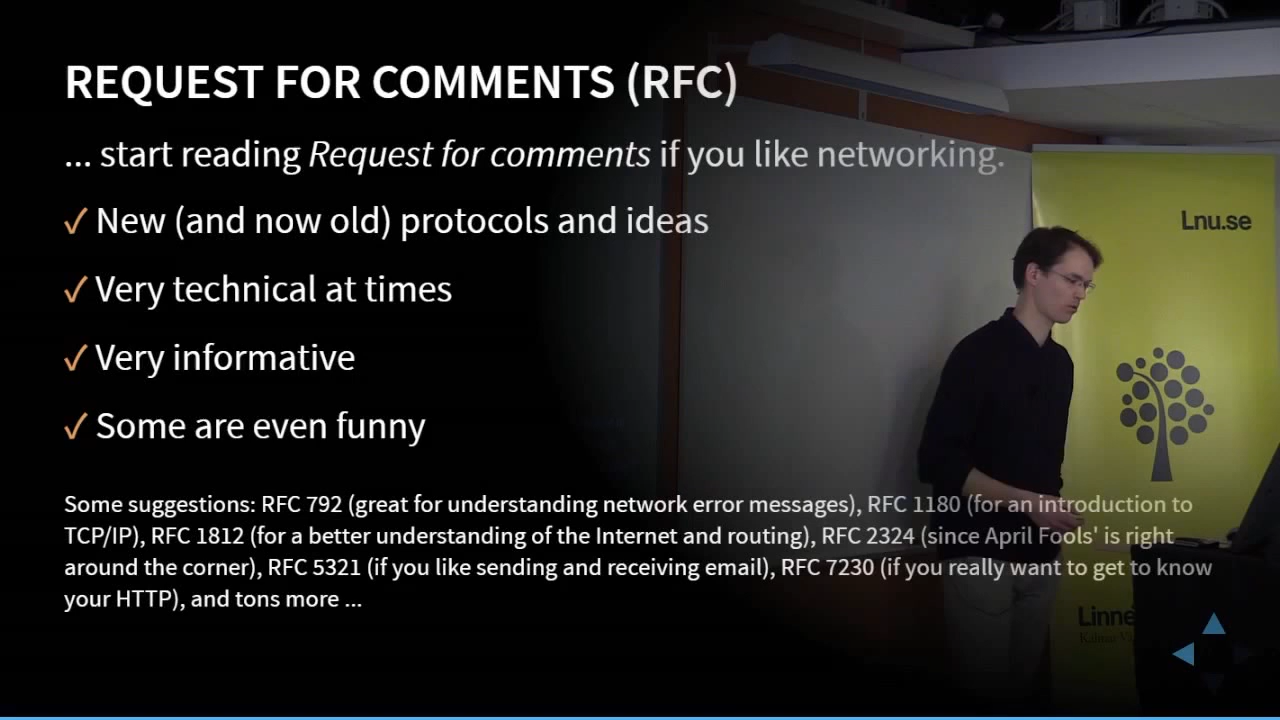 REQUEST FOR COMMENTS (RFC)
... start reading Request for comments if you like networking.
✓ New (and now old) protocols and ideas
✓ Very technical at times
✓ Very informative
✓ Some are even funny
Some suggestions: RFC 792 (great for understanding network error messages), RFC 1180 (for an introduction to
TCP/IP), RFC 1812 (for a better understanding of the Internet and routing), RFC 2324 (since April Fools' is right
around the corner), RFC 5321 (if you like sending and receiving email), RFC 7230 (if you really want to get to know
your HTTP), and tons more ...
Lnu.se
Linne
Kalmar